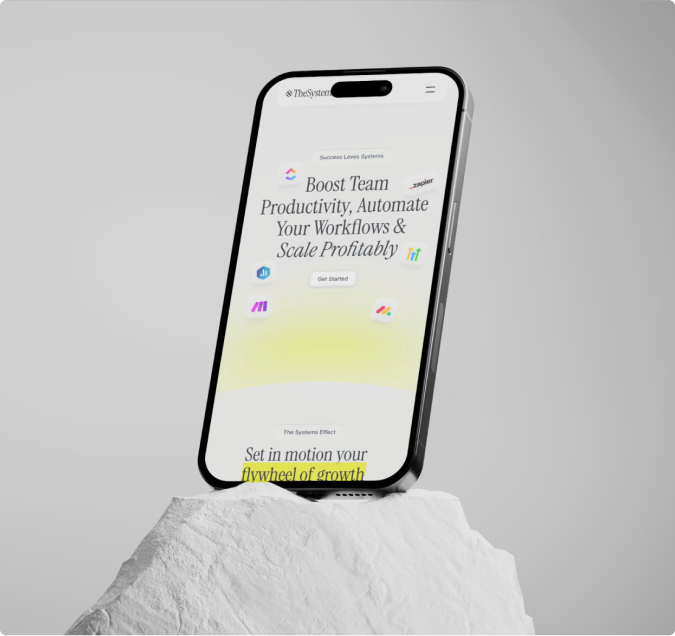 TheSystem
Success Loves Systems
zapier
Boost Team
Productivity, Automate
Your Workflows &
Scale Profitably
Get Started
The Systems Effect
Set in motion your
flywheel of growth